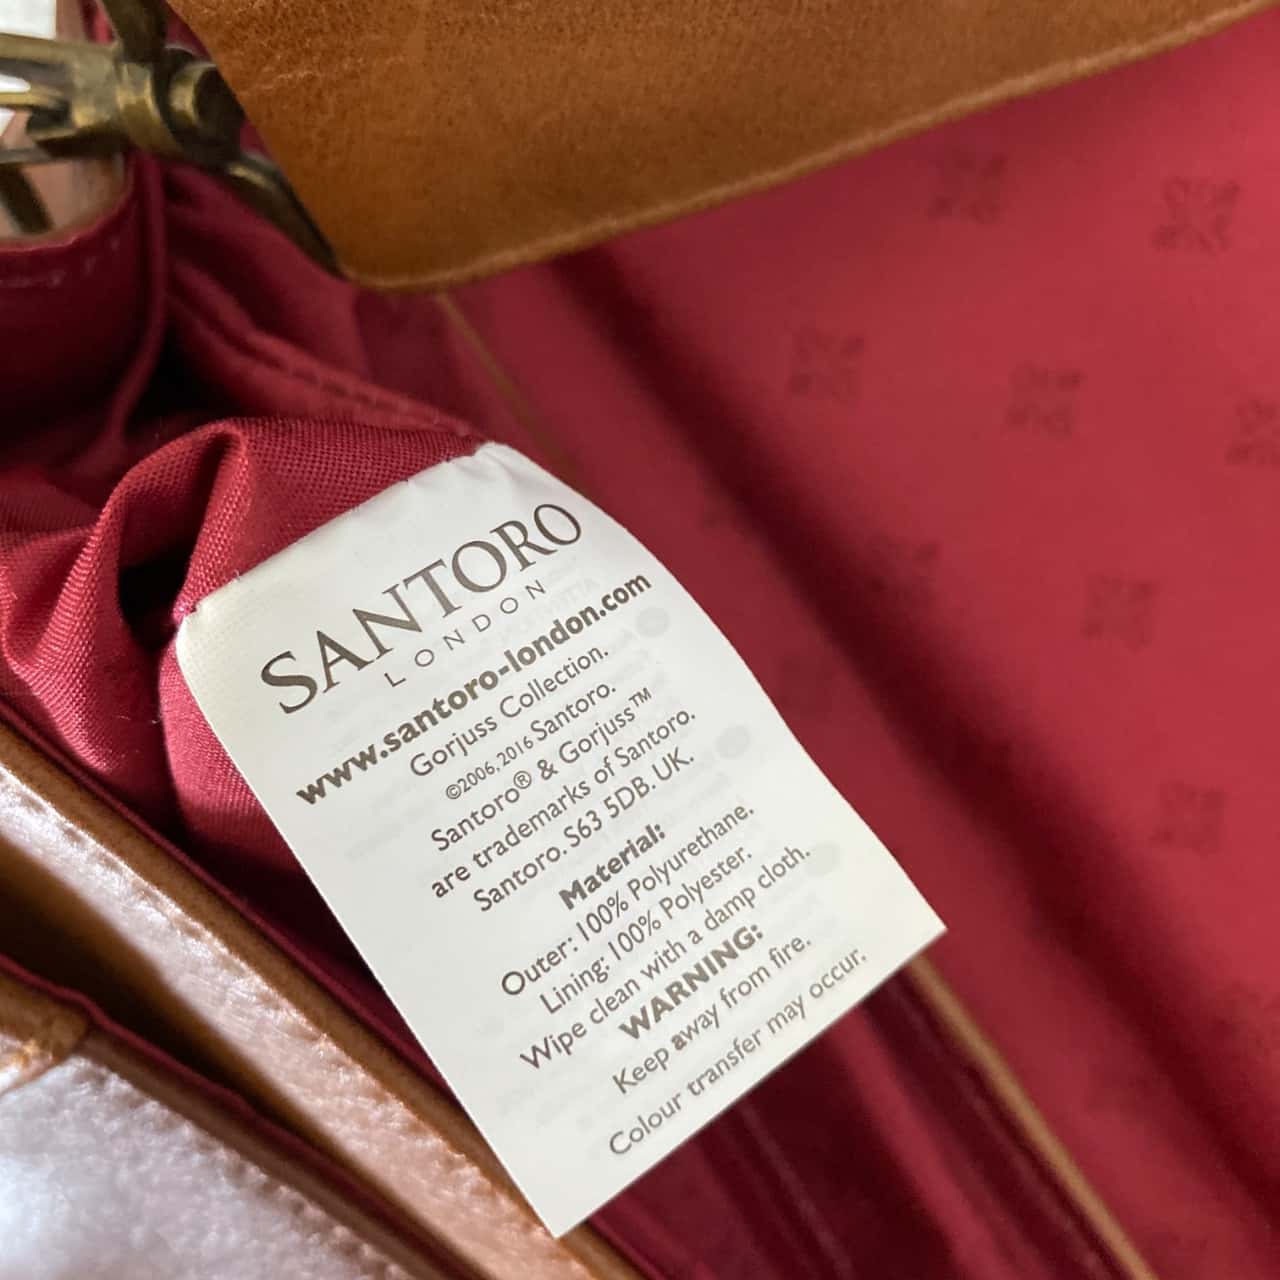 SANTORO
LONDON
www.santoro-london.com
Gorjuss Collection.
©2006, 2016 Santoro.
Santoro® & Gorjuss™
are trademarks of Santoro.
Santoro. S63 5DB. UK.
Material:
Outer: 100% Polyurethane.
Lining: 100% Polyester.
Wipe clean with a damp cloth.
WARNING:
Keep away from fire.
Colour transfer may occur.